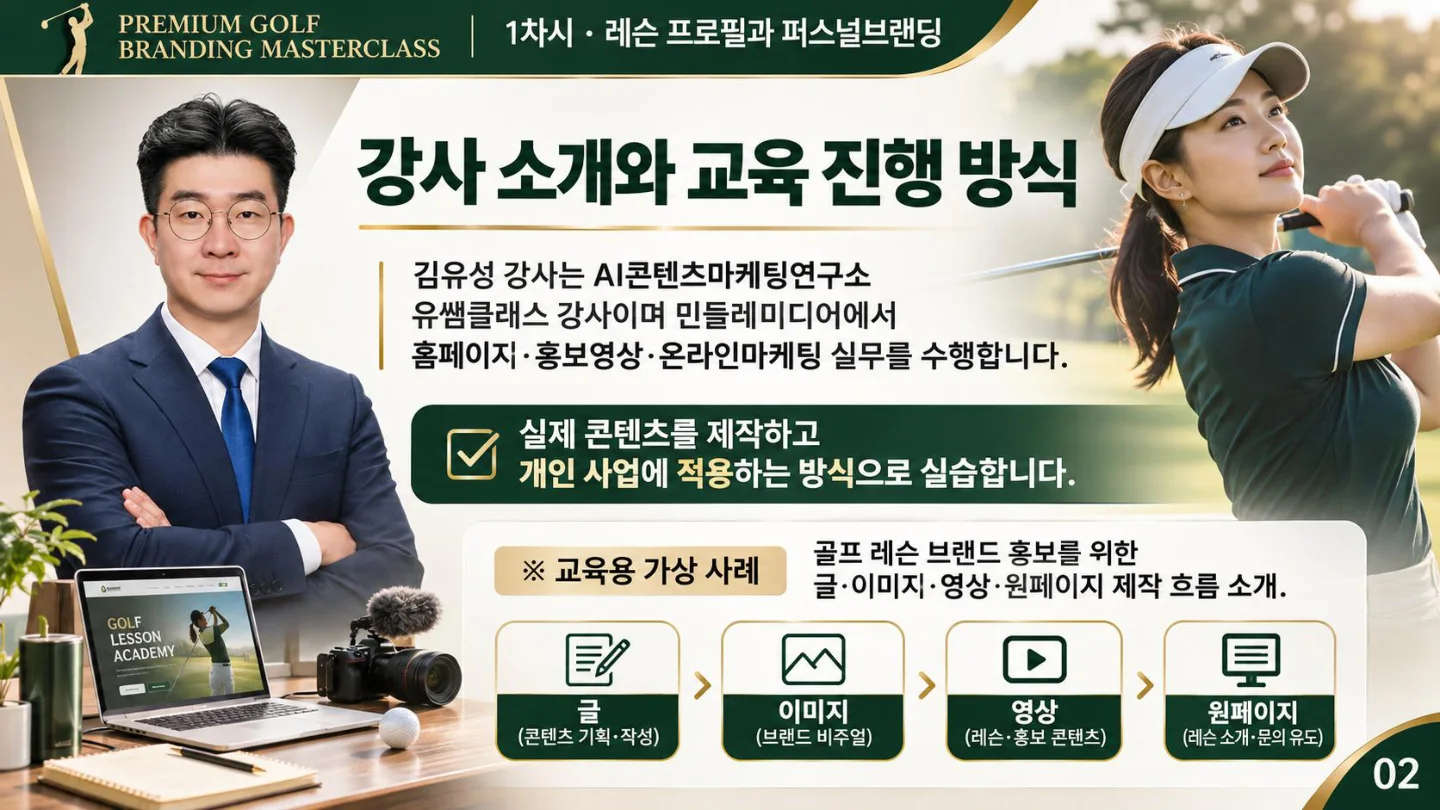 PREMIUM GOLF
BRANDING MASTERCLASS
1차시 · 레슨 프로필과 퍼스널브랜딩
강사 소개와 교육 진행 방식
김유성 강사는 AI콘텐츠마케팅연구소
유쌤클래스 강사이며 민들레미디어에서
홈페이지·홍보영상·온라인마케팅 실무를 수행합니다.
실제 콘텐츠를 제작하고
개인 사업에 적용하는 방식으로 실습합니다.
※ 교육용 가상 사례
골프 레슨 브랜드 홍보를 위한
글·이미지·영상·원페이지 제작 흐름 소개.
글
(콘텐츠 기획·작성)
이미지
(브랜드 비주얼)
영상
(레슨·홍보 콘텐츠)
원페이지
(레슨 소개·문의 유도)
GOLF
LESSON
ACADEMY
02